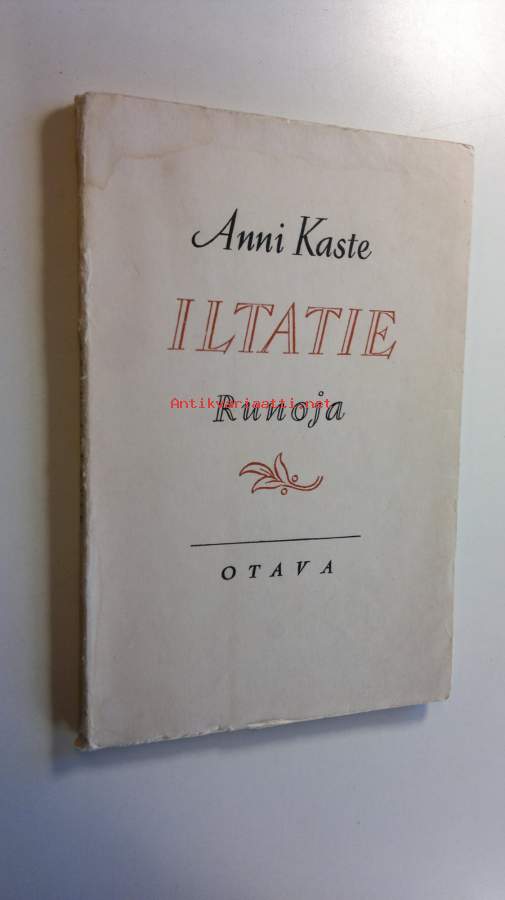 Anni Kaste
ILTATIE
Antikvariaatti.net
Runoja
OTAVA